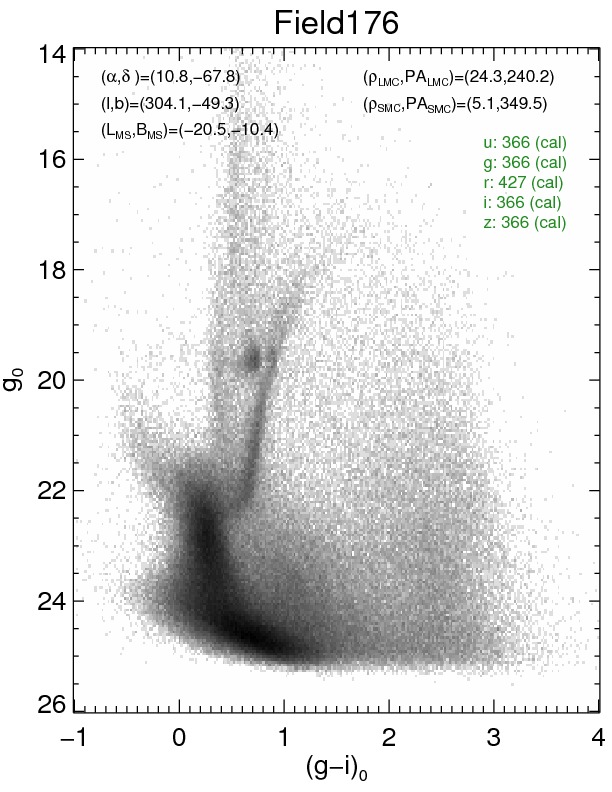 Field176
14
16
18
20
22
24
26
g0
(α,δ )=(10.8,−67.8)
(l,b)=(304.1,−49.3)
(LMS,BMS)=(−20.5,−10.4)
(ρLMC,PALMC)=(24.3,240.2)
(ρSMC,PASMC)=(5.1,349.5)
u: 366 (cal)
g: 366 (cal)
r: 427 (cal)
i: 366 (cal)
z: 366 (cal)
−1 0 1 2 3 4
(g−i)0